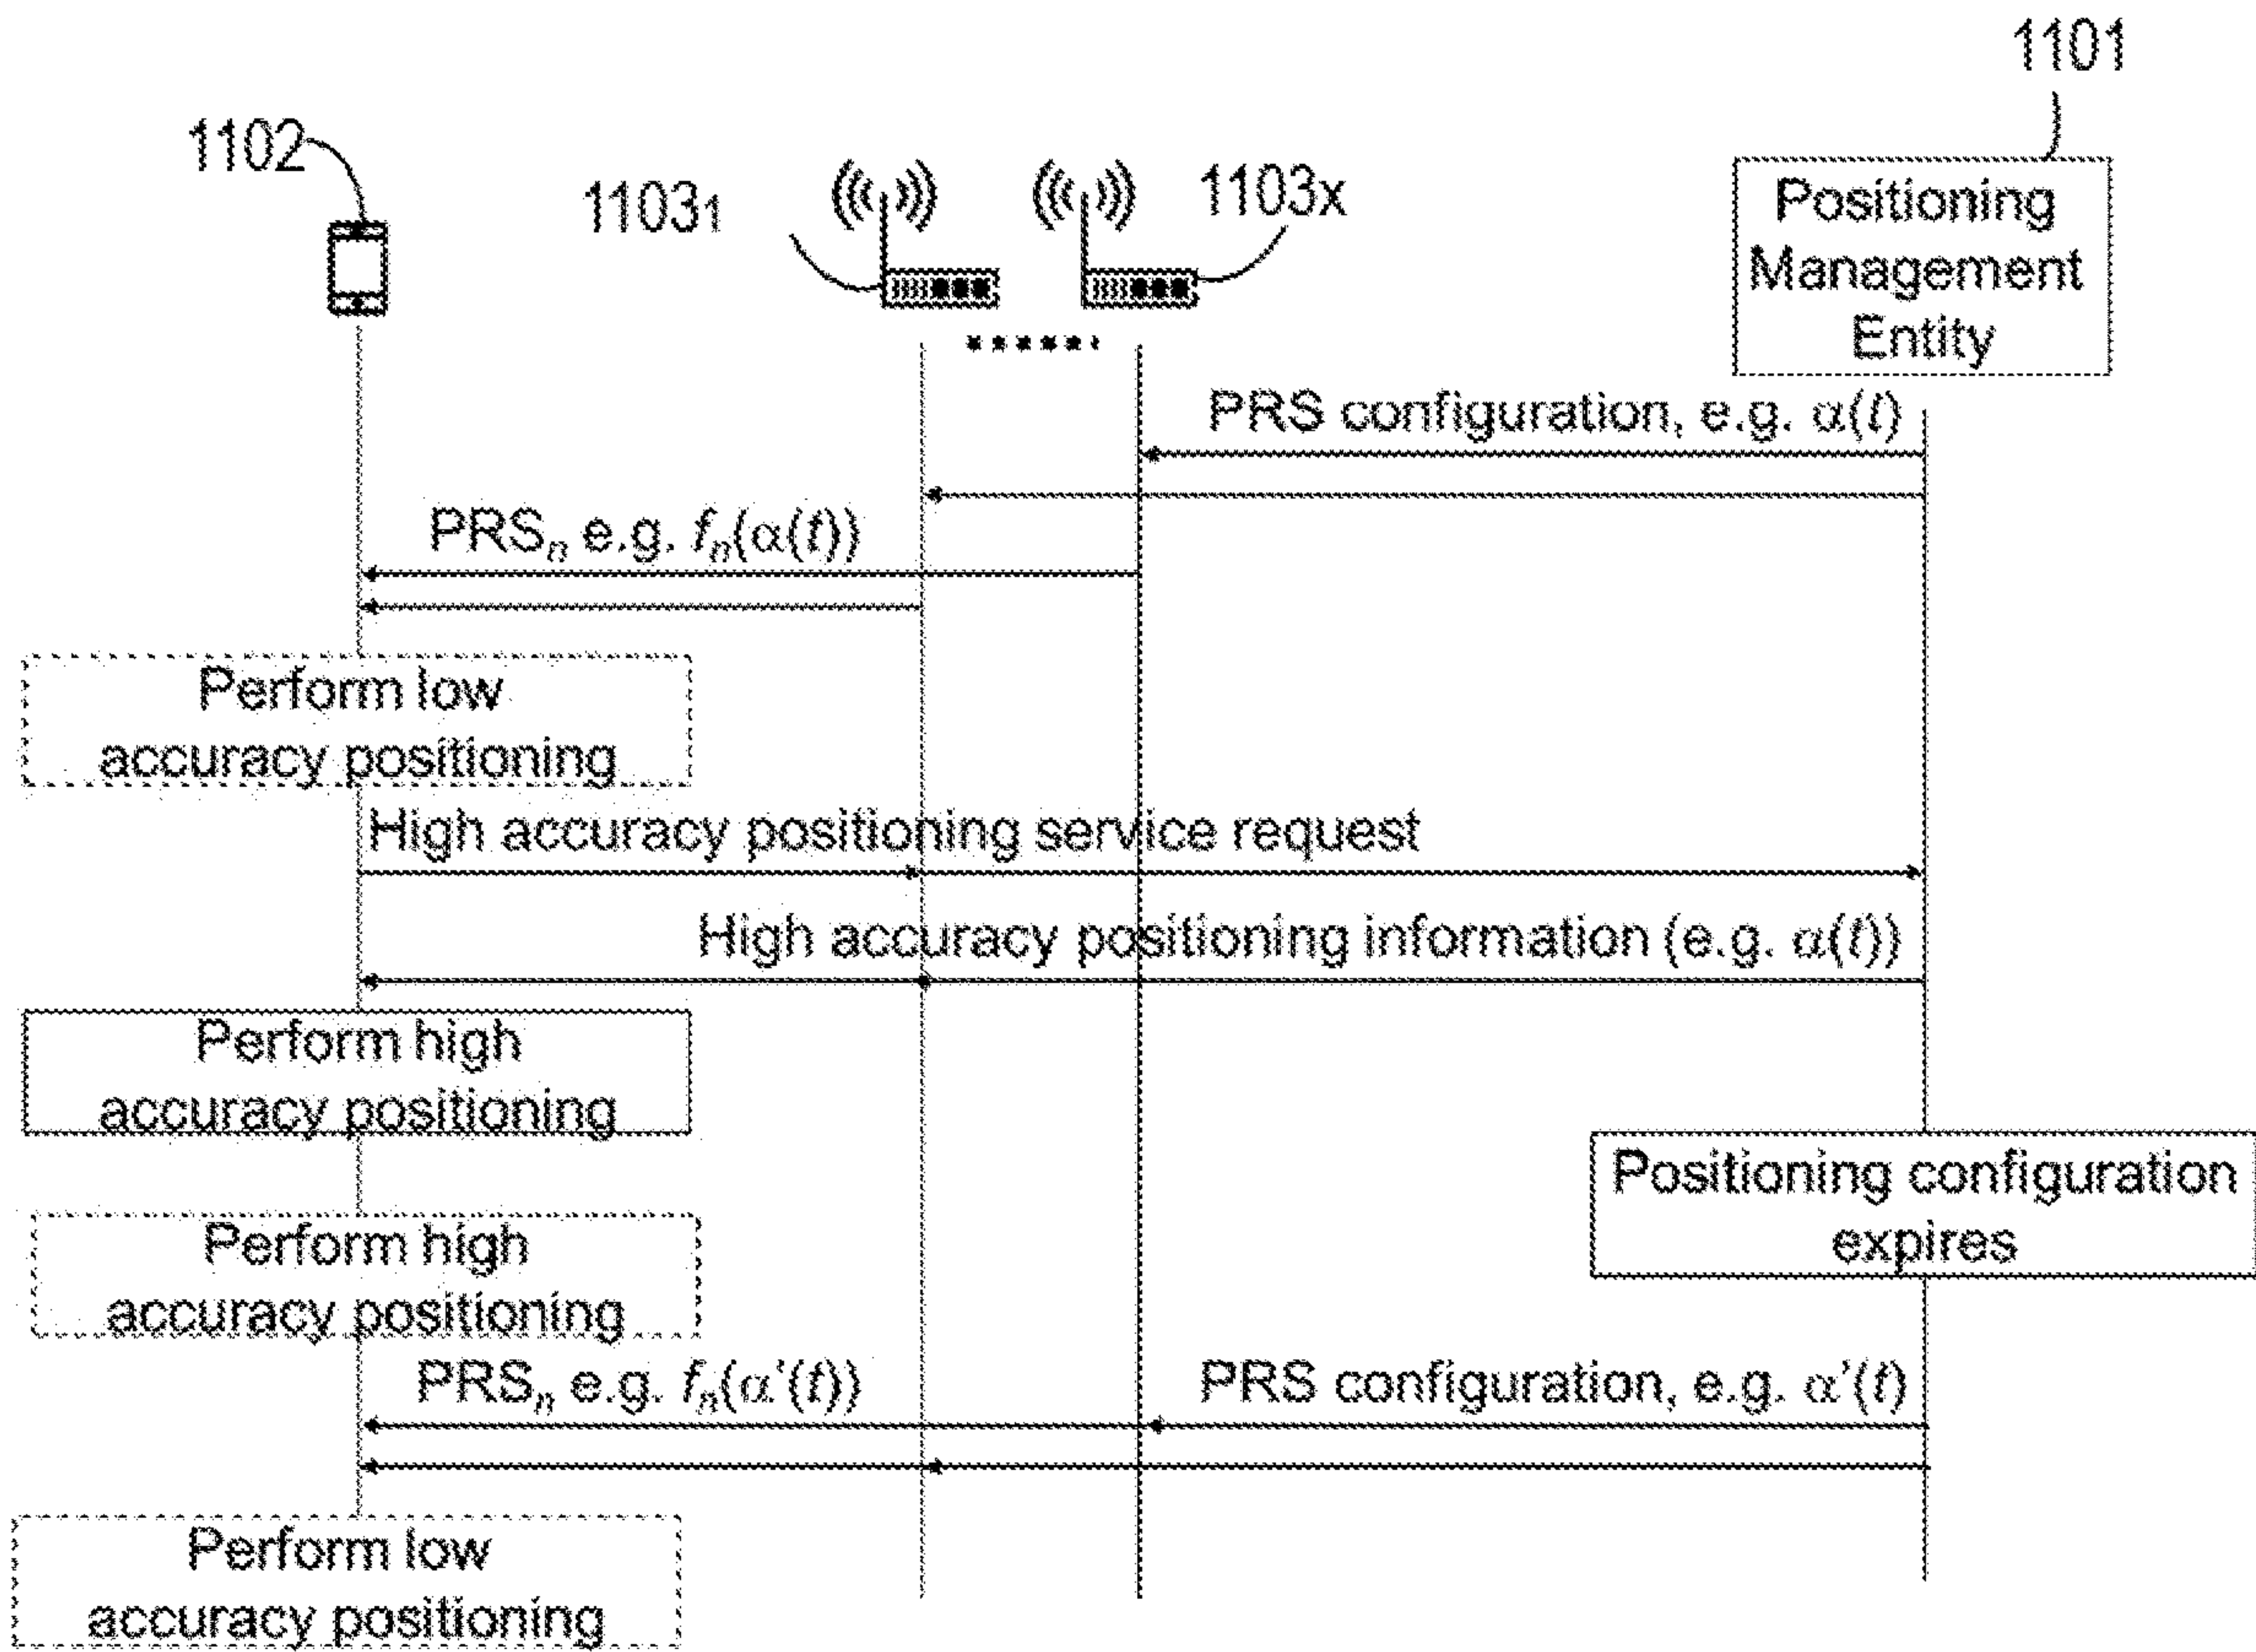 1101
1102
1103₁
1103x
Positioning
Management
Entity
PRS configuration, e.g. α(t)
PRSₙ e.g. fₙ(α(t))
Perform low
accuracy positioning
High accuracy positioning service request
High accuracy positioning information (e.g. α(t))
Perform high
accuracy positioning
Positioning configuration
expires
Perform high
accuracy positioning
PRSₙ e.g. fₙ(α'(t))
PRS configuration, e.g. α'(t)
Perform low
accuracy positioning